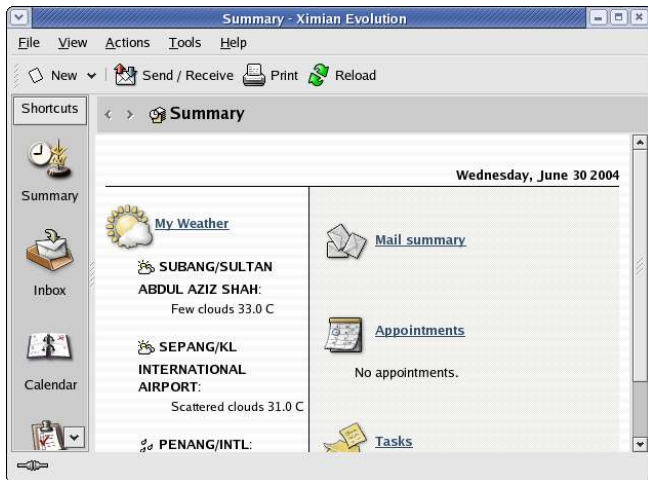 Summary - Ximian Evolution
File View Actions Tools Help
New Send / Receive Print Reload
Shortcuts
Summary
Wednesday, June 30 2004
Summary
Inbox
Calendar
My Weather
SUBANG/SULTAN
ABDUL AZIZ SHAH:
Few clouds 33.0 C
SEPANG/KL
INTERNATIONAL
AIRPORT:
Scattered clouds 31.0 C
PENANG/INTL:
Mail summary
Appointments
No appointments.
Tasks